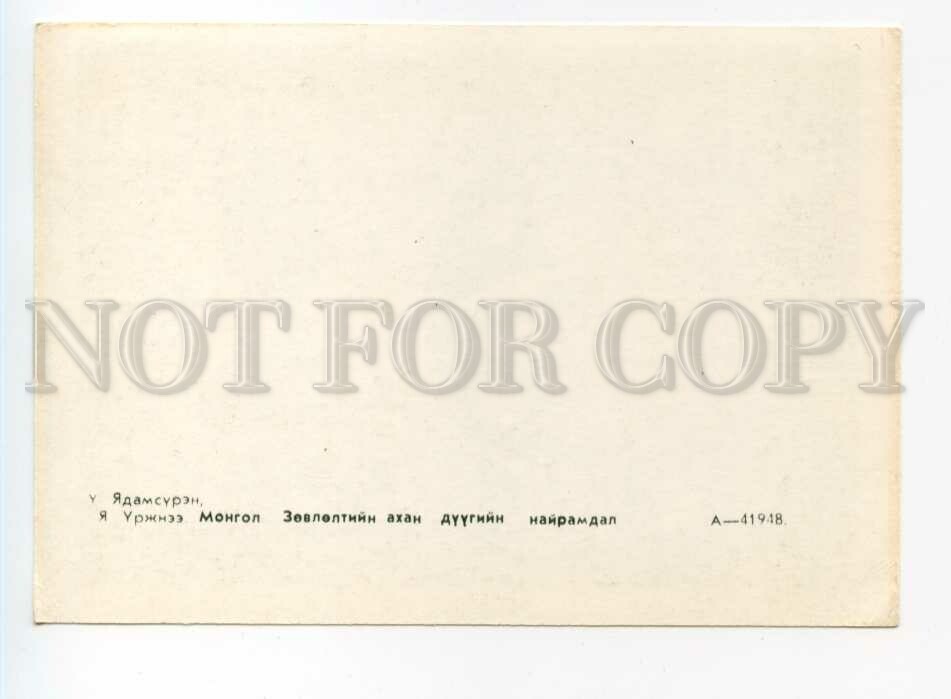 NOT FOR COPY
Ү Ядамсүрэн,
Я Үржнээ Монгол Зөвлөлтийн ахан дүүгийн найрамдал А—41948.